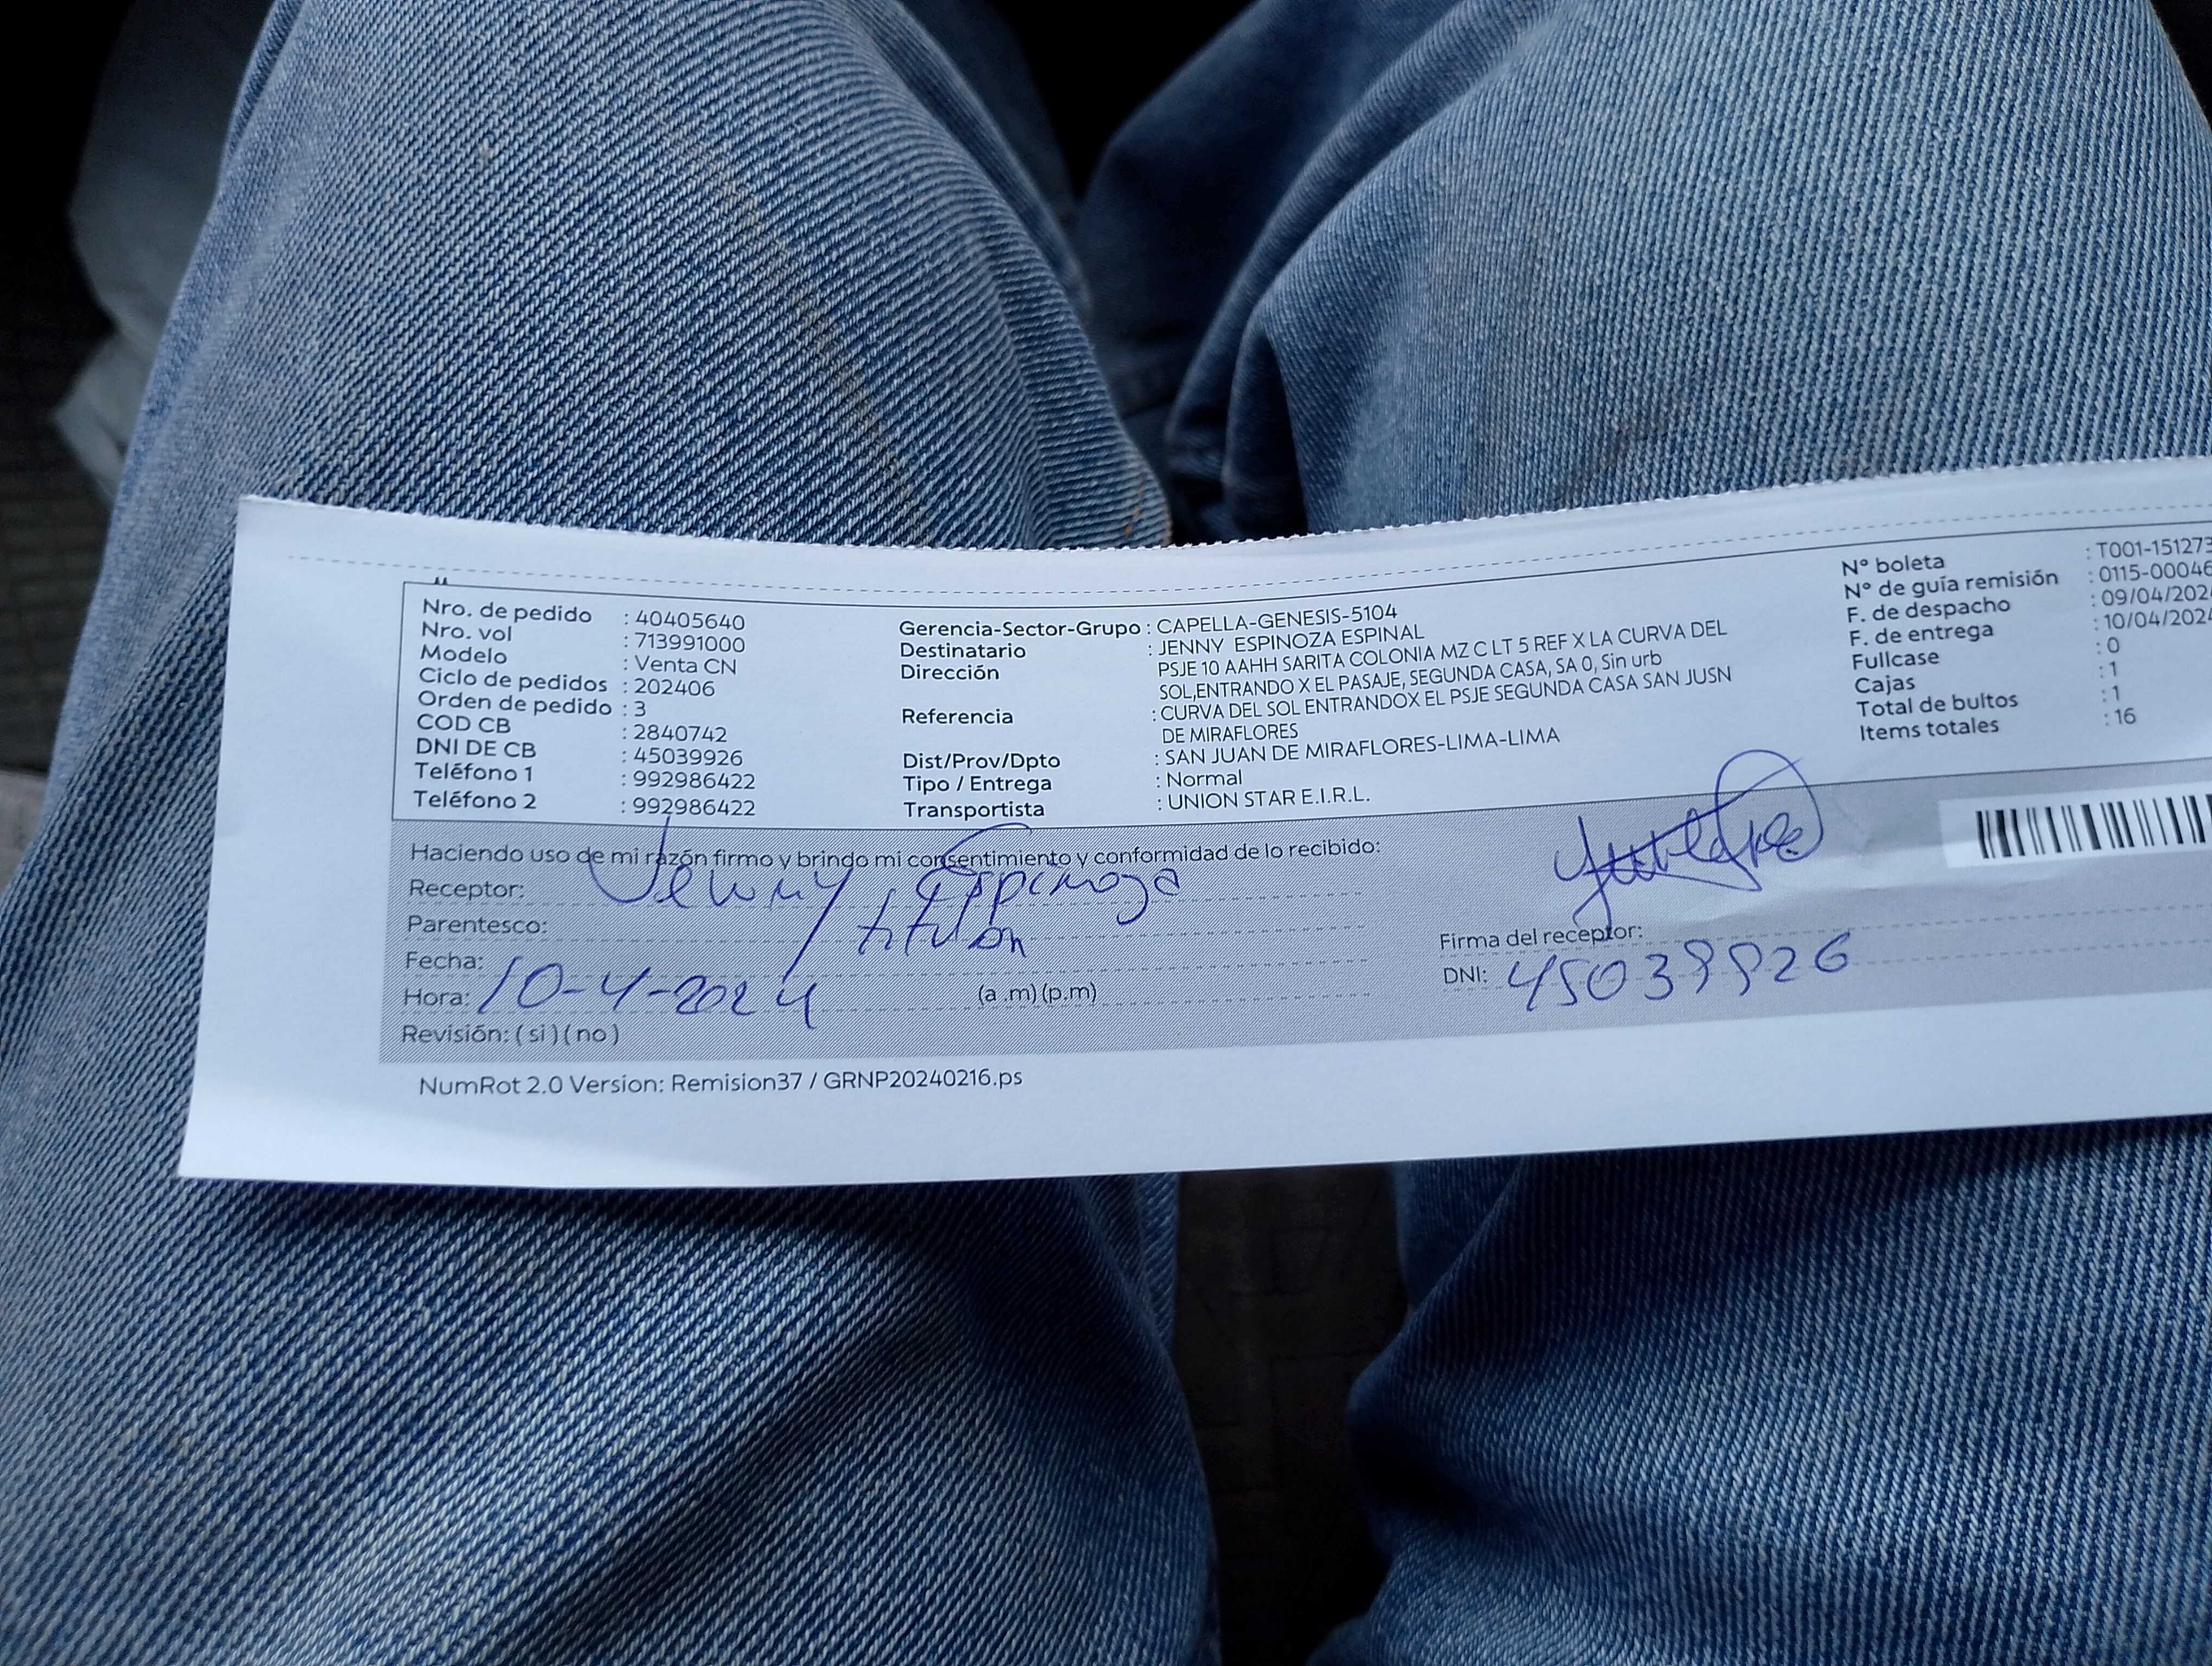 Nro. de pedido : 40405640
Nro. vol : 713991000
Modelo : Venta CN
Ciclo de pedidos : 202406
Orden de pedido : 3
COD CB : 2840742
DNI DE CB : 45039926
Teléfono 1 : 992986422
Teléfono 2 : 992986422
Gerencia-Sector-Grupo : CAPELLA-GENESIS-5104
Destinatario : JENNY ESPINOZA ESPINAL
Dirección PSJE 10 AAHH SARITA COLONIA MZ C LT 5 REF X LA CURVA DEL
SOL,ENTRANDO X EL PASAJE, SEGUNDA CASA, SA 0, Sin urb
Referencia : CURVA DEL SOL ENTRANDOX EL PSJE SEGUNDA CASA SAN JUSN
DE MIRAFLORES
Dist/Prov/Dpto : SAN JUAN DE MIRAFLORES-LIMA-LIMA
Tipo / Entrega : Normal
Transportista : UNION STAR E.I.R.L.
N° boleta : T001-151273
N° de guía remisión : 0115-00046
F. de despacho : 09/04/202
F. de entrega : 10/04/2024
Fullcase : 0
Cajas : 1
Total de bultos : 1
Items totales : 16
Haciendo uso de mi razón firmo y brindo mi consentimiento y conformidad de lo recibido:
Receptor: Jenny Espinoza
Parentesco: titular
Fecha: 10-4-2024
Hora: (a .m) (p.m)
Revisión: ( si ) ( no )
Firma del receptor:
DNI: 45039926
NumRot 2.0 Version: Remision37 / GRNP20240216.ps